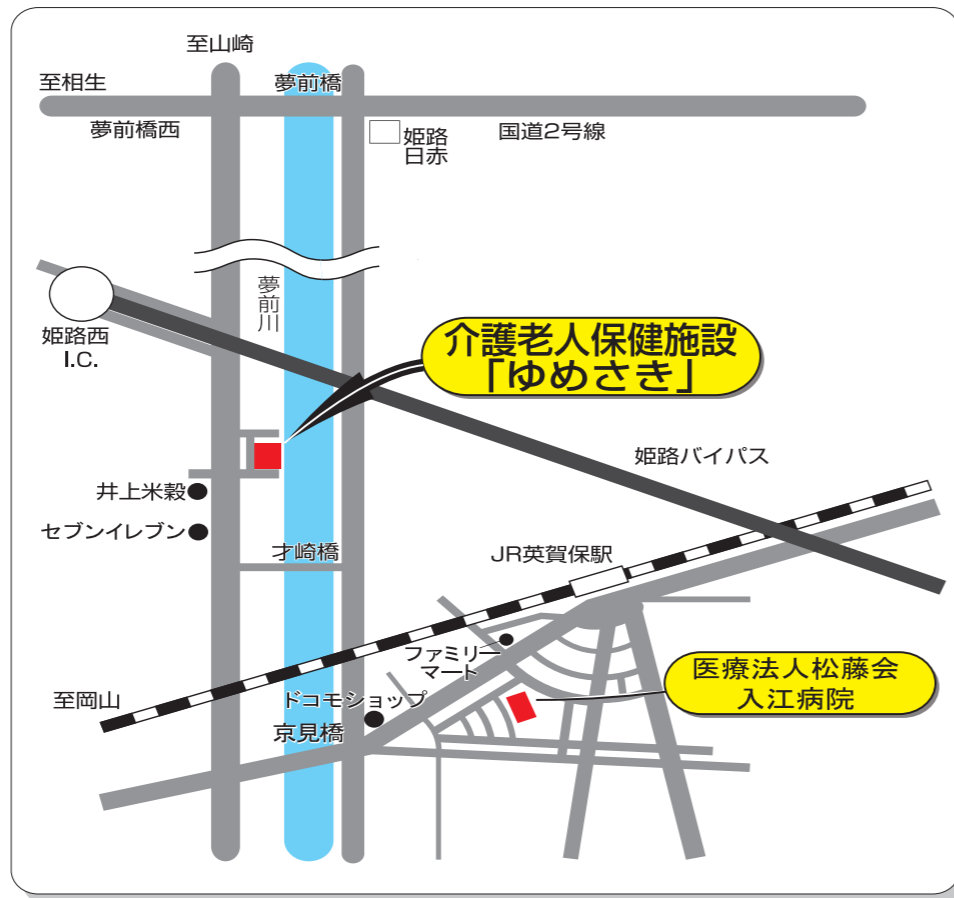 至山崎
至相生
夢前橋
夢前橋西
姫路
日赤
国道2号線
夢前川
姫路西
I.C.
介護老人保健施設
「ゆめさき」
姫路バイパス
井上米穀
セブンイレブン
才崎橋
JR英賀保駅
ファミリー
マート
医療法人松藤会
入江病院
至岡山
ドコモショップ
京見橋